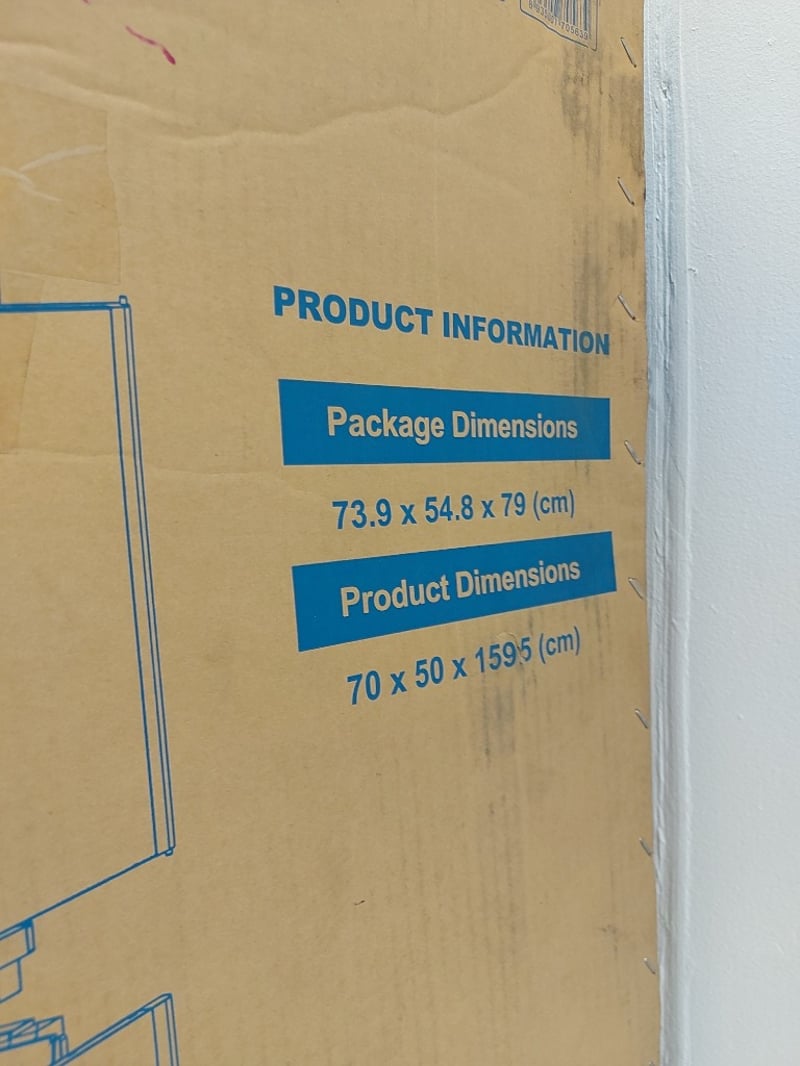 PRODUCT INFORMATION
Package Dimensions
73.9 x 54.8 x 79 (cm)
Product Dimensions
70 x 50 x 159.5 (cm)